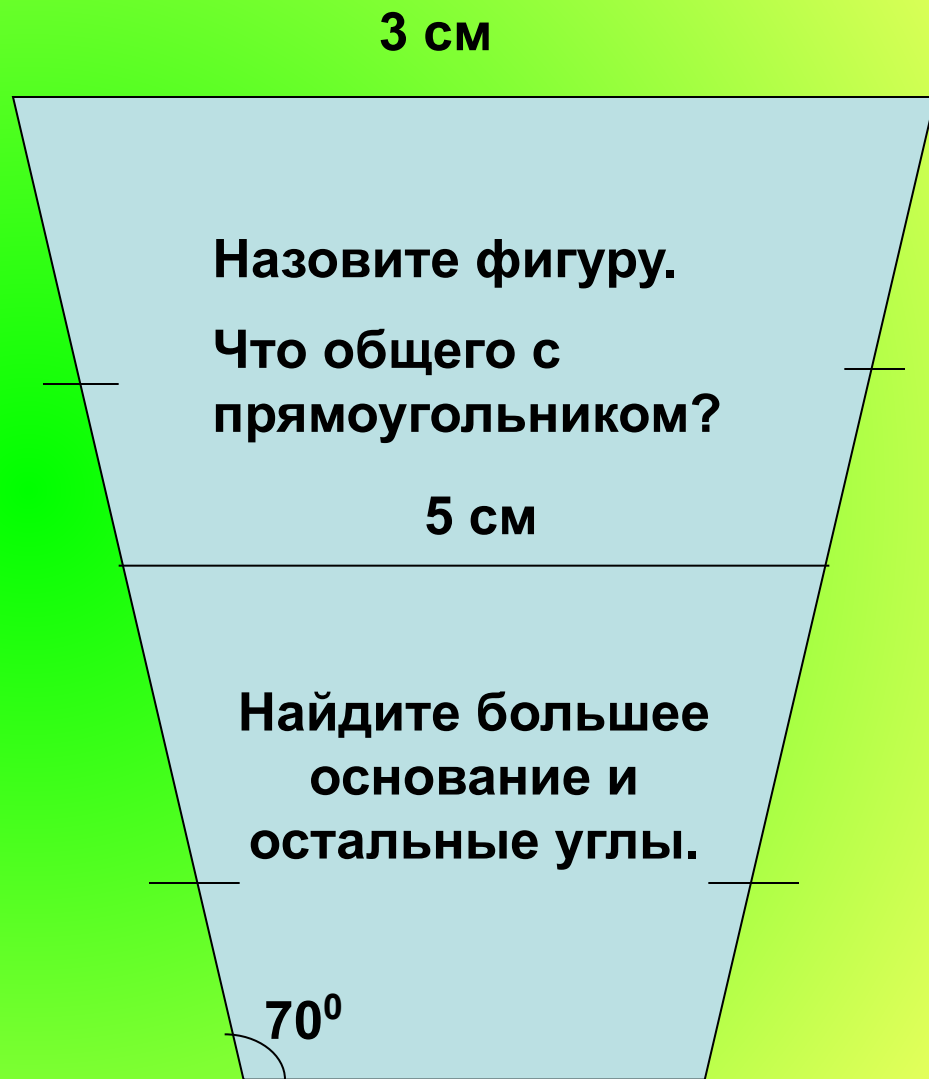 3 см
Назовите фигуру.
Что общего с
прямоугольником?
5 см
Найдите большее
основание и
остальные углы.
70⁰